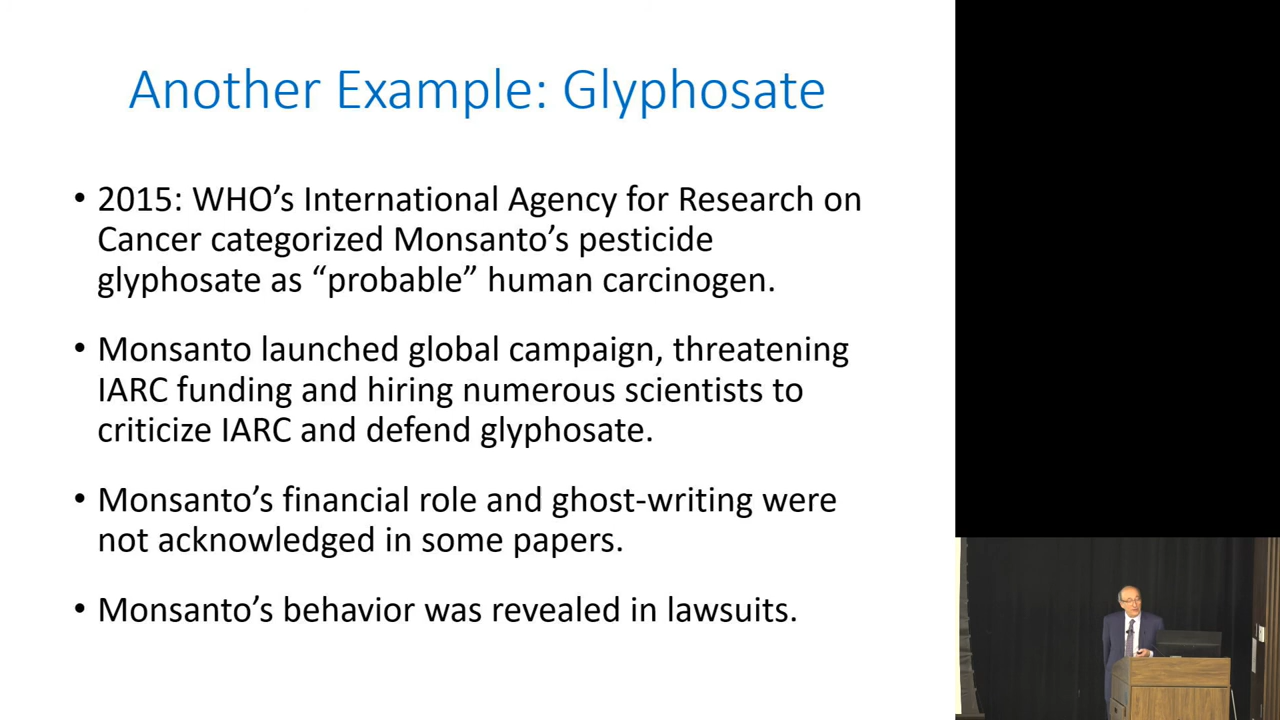 Another Example: Glyphosate
• 2015: WHO’s International Agency for Research on
Cancer categorized Monsanto’s pesticide
glyphosate as “probable” human carcinogen.
• Monsanto launched global campaign, threatening
IARC funding and hiring numerous scientists to
criticize IARC and defend glyphosate.
• Monsanto’s financial role and ghost-writing were
not acknowledged in some papers.
• Monsanto’s behavior was revealed in lawsuits.